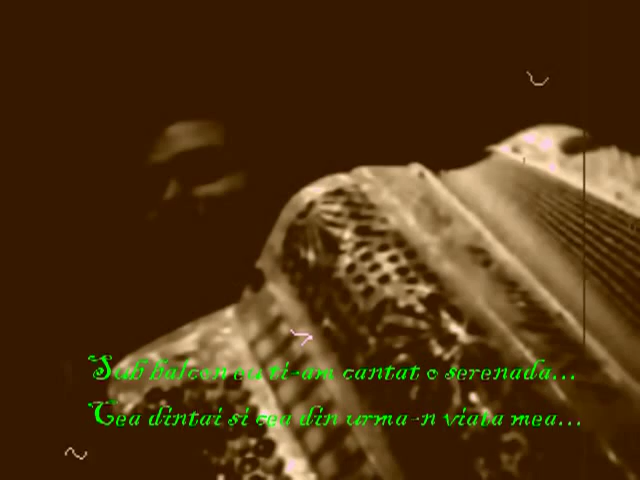 Sub balcon eu ti-am cantat o serenada...
Cea dintai si cea din urma-n viata mea...